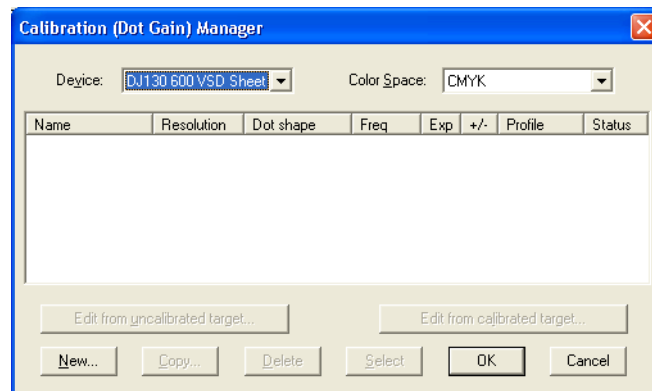 Calibration (Dot Gain) Manager
Device: DJ130 600 VSD Sheet Color Space: CMYK
Name Resolution Dot shape Freq Exp +/- Profile Status
Edit from uncalibrated target... Edit from calibrated target...
New... Copy... Delete Select OK Cancel